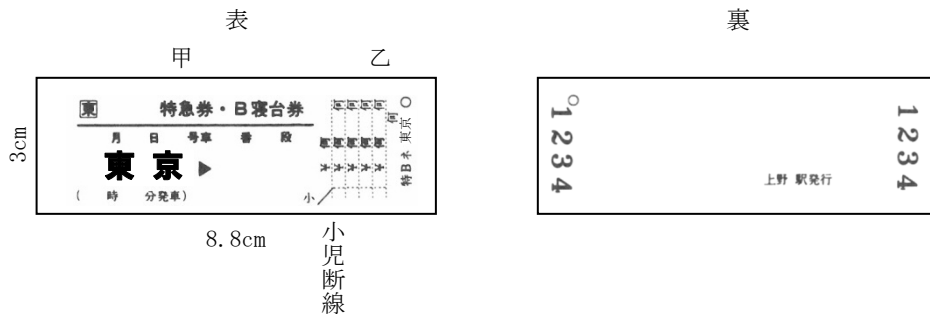 表
裏
甲
乙
3cm
東 特急券・B寝台券
月 日 号車 番 段
東京▶
( 時 分発車)
小
特Bネ 東京 ○
何
8.8cm
小児断線
○
1234
上野 駅発行
1234